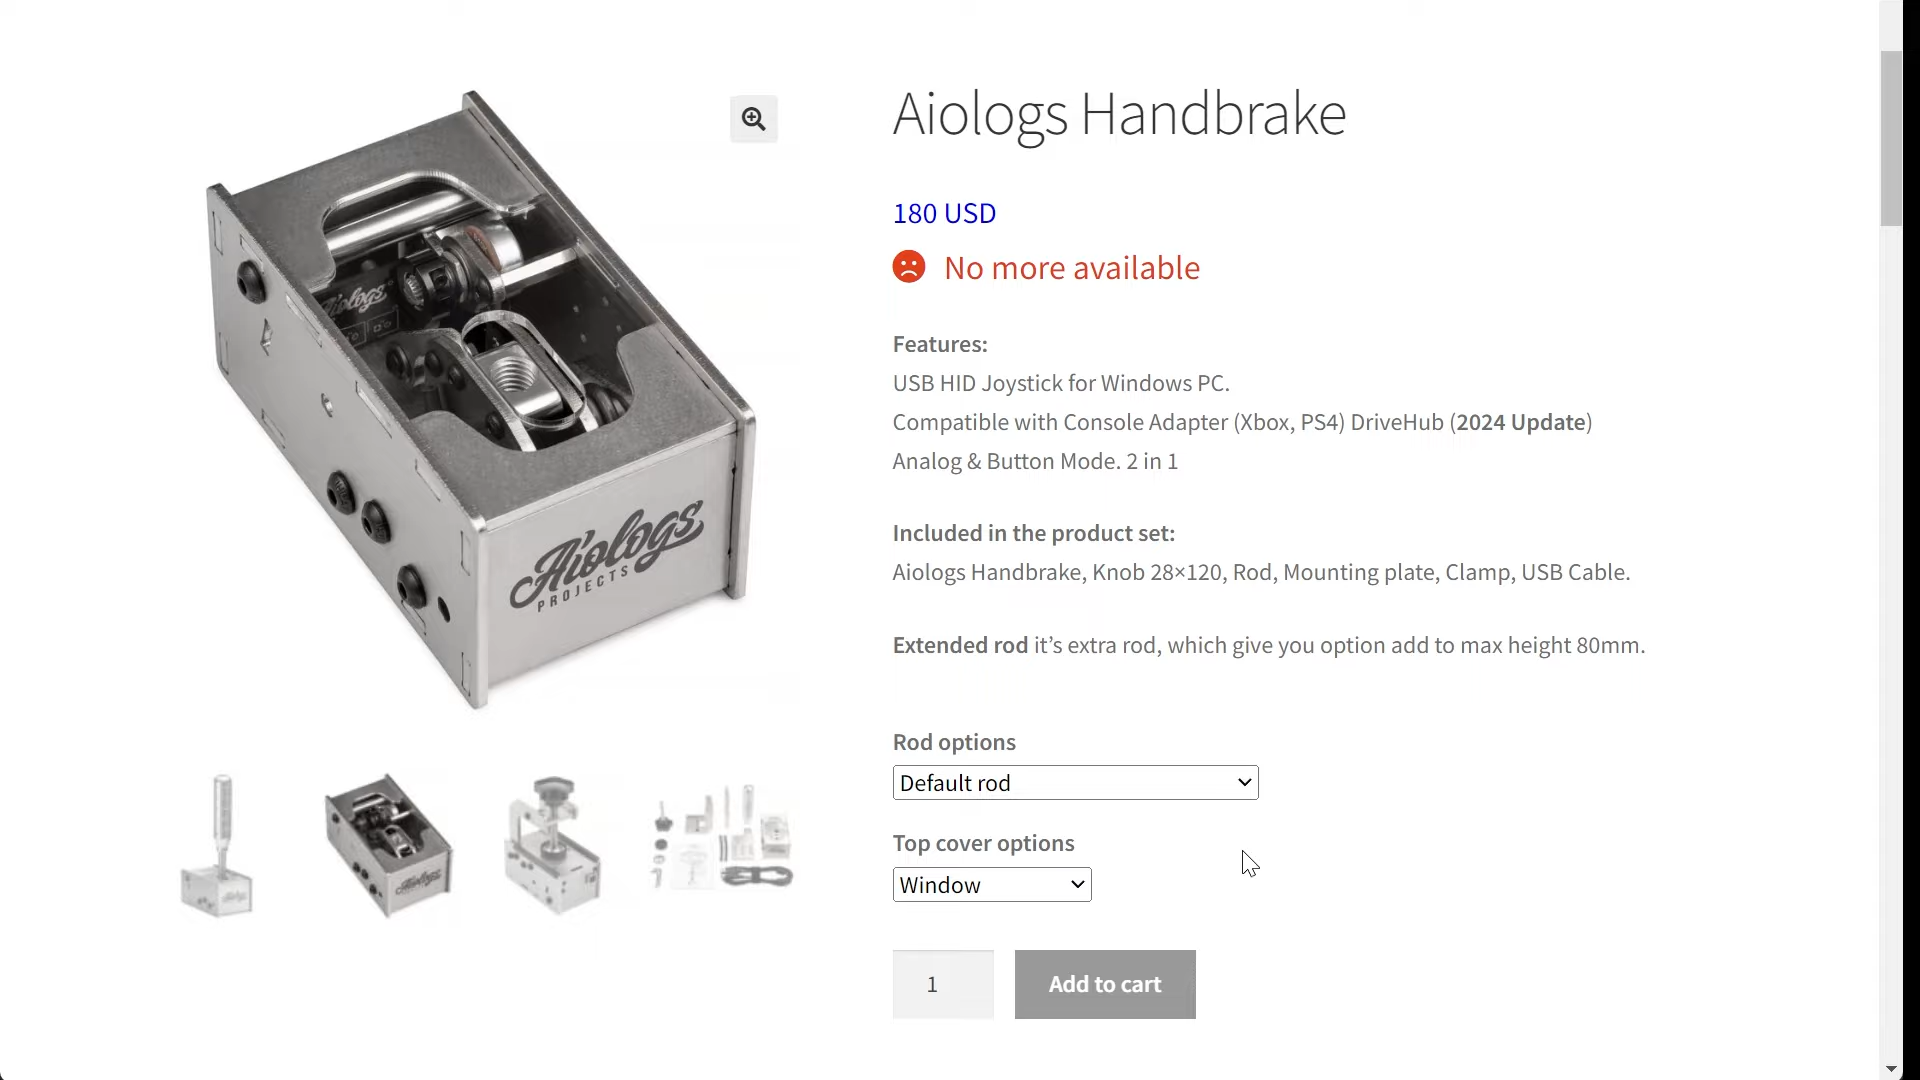 Aiologs Handbrake
180 USD
No more available
Features:
USB HID Joystick for Windows PC.
Compatible with Console Adapter (Xbox, PS4) DriveHub (2024 Update)
Analog & Button Mode. 2 in 1
Included in the product set:
Aiologs Handbrake, Knob 28×120, Rod, Mounting plate, Clamp, USB Cable.
Extended rod it’s extra rod, which give you option add to max height 80mm.
Rod options
Default rod
Top cover options
Window
1
Add to cart
Aiologs
Aiologs
PROJECTS